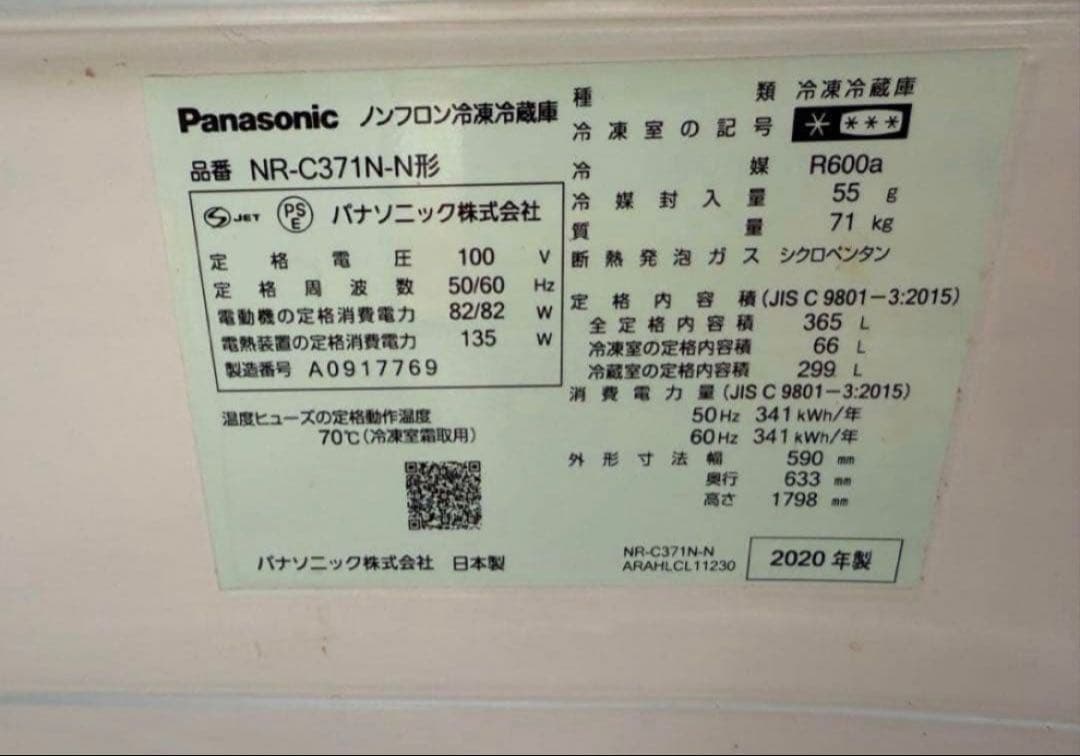 Panasonic ノンフロン冷凍冷蔵庫
品番 NR-C371N-N形
JET PSE パナソニック株式会社
定格電圧 100 V
定格周波数 50/60 Hz
電動機の定格消費電力 82/82 W
電熱装置の定格消費電力 135 W
製造番号 A0917769
温度ヒューズの定格動作温度
70℃(冷凍室霜取用)
パナソニック株式会社 日本製
種類 冷凍冷蔵庫
冷凍室の記号 * ***
冷媒 R600a
冷媒封入量 55 g
質量 71 kg
断熱発泡ガス シクロペンタン
定格内容積(JIS C 9801-3:2015)
全定格内容積 365 L
冷凍室の定格内容積 66 L
冷蔵室の定格内容積 299 L
消費電力量(JIS C 9801-3:2015)
50Hz 341kWh/年
60Hz 341kWh/年
外形寸法幅 590 mm
奥行 633 mm
高さ 1798 mm
NR-C371N-N
ARAHLCL11230
2020年製